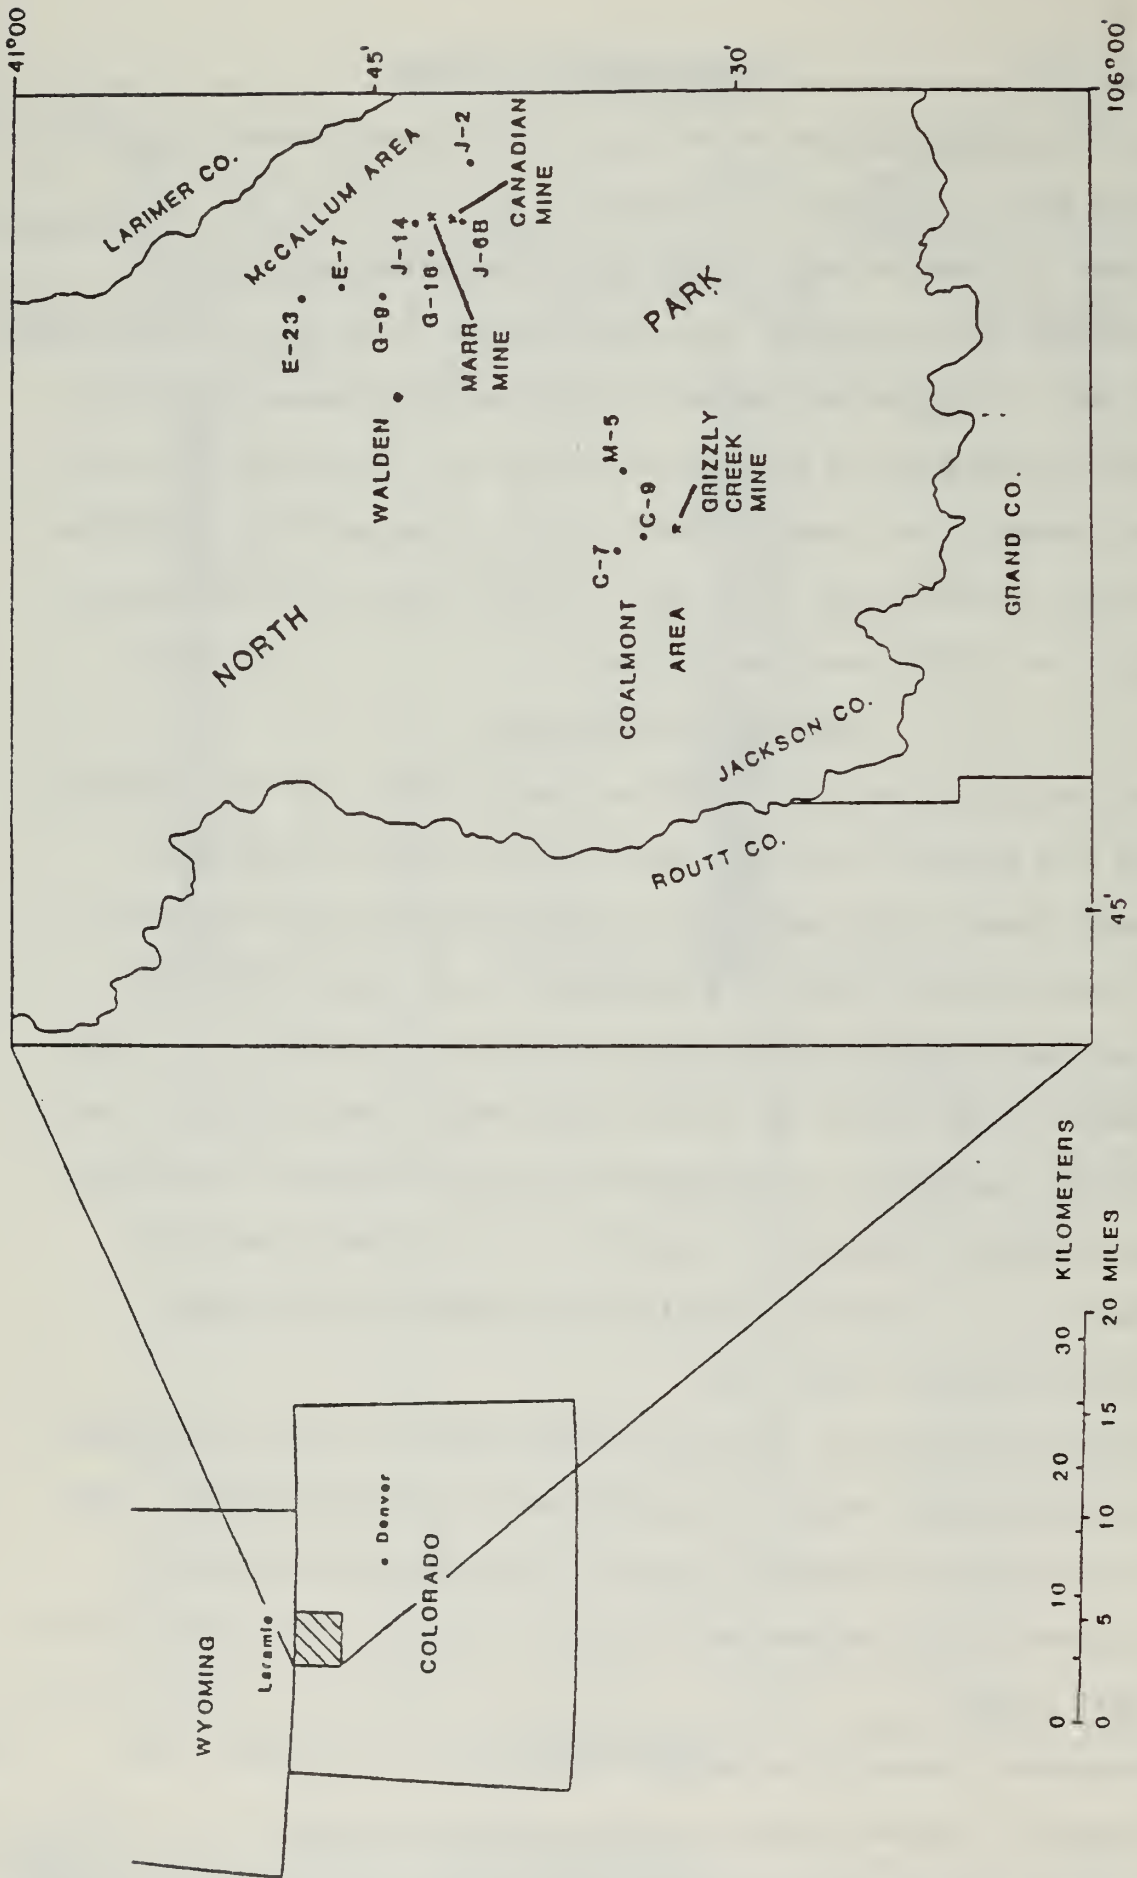 WYOMING
Laramie
COLORADO
Denver
0 10 20 30 KILOMETERS
0 5 10 15 20 MILES
41°00'
45'
30'
106°00'
45'
LARIMER CO.
McCALLUM AREA
E-23
E-7
G-9
J-14
G-16
J-2
J-6B
CANADIAN
MINE
MARR
MINE
WALDEN
NORTH
PARK
M-5
C-9
C-7
GRIZZLY
CREEK
MINE
COALMONT
AREA
JACKSON CO.
ROUTT CO.
GRAND CO.